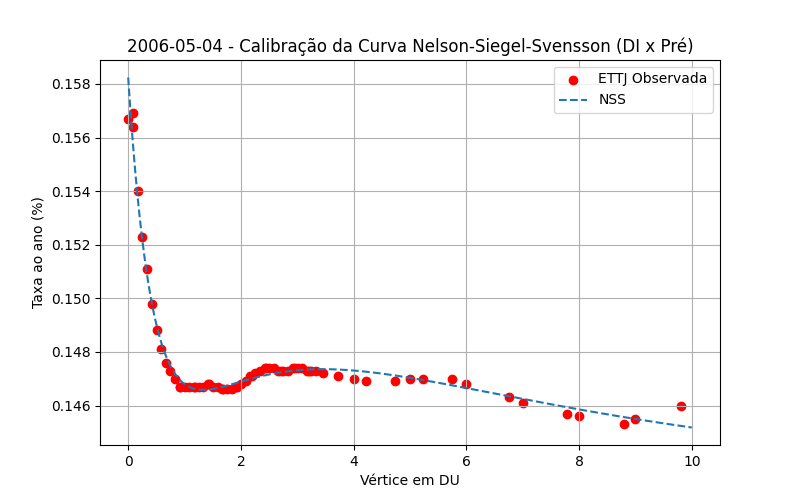 2006-05-04 - Calibração da Curva Nelson-Siegel-Svensson (DI x Pré)
ETTJ Observada
NSS
Taxa ao ano (%)
0.158
0.156
0.154
0.152
0.150
0.148
0.146
0 2 4 6 8 10
Vértice em DU